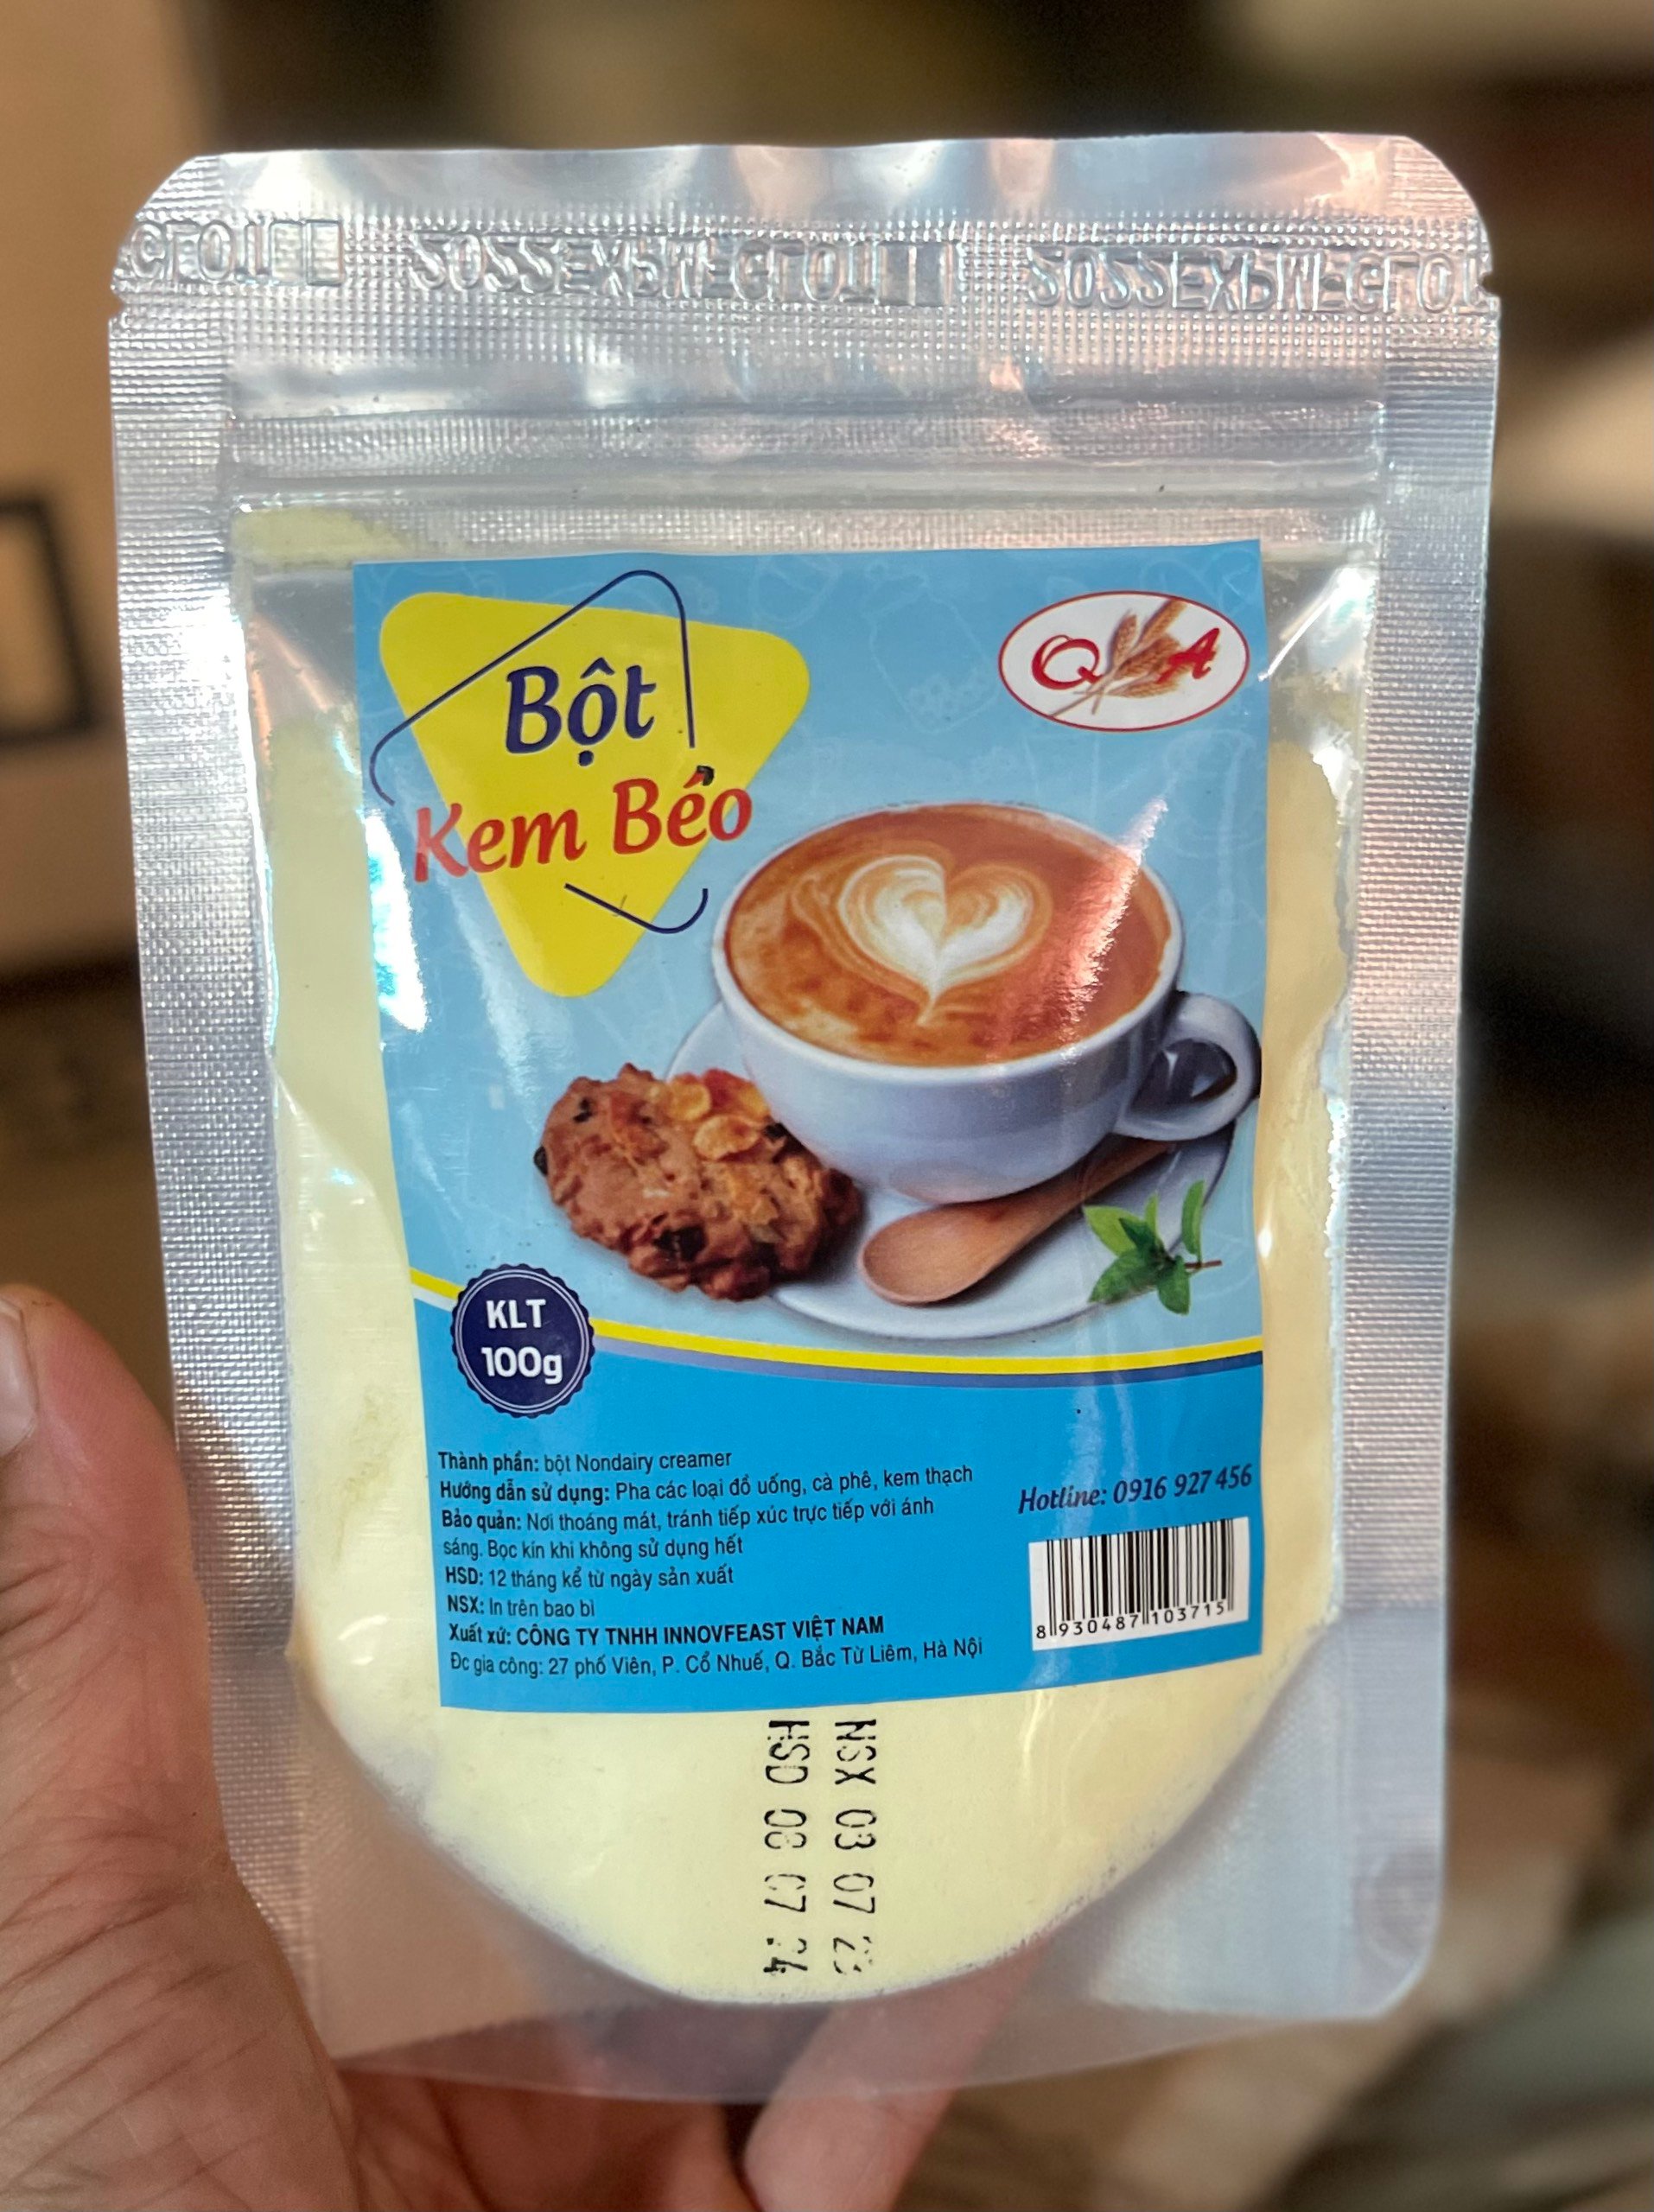 Bột
Kem Béo
Q A
KLT
100g
Thành phần: bột Nondairy creamer
Hướng dẫn sử dụng: Pha các loại đồ uống, cà phê, kem thạch
Bảo quản: Nơi thoáng mát, tránh tiếp xúc trực tiếp với ánh
sáng. Bọc kín khi không sử dụng hết
HSD: 12 tháng kể từ ngày sản xuất
NSX: In trên bao bì
Xuất xứ: CÔNG TY TNHH INNOVFEAST VIỆT NAM
Đc gia công: 27 phố Viên, P. Cổ Nhuế, Q. Bắc Từ Liêm, Hà Nội
Hotline: 0916 927 456
8 930487 103715
NSX 03 07 23
HSD 07 24